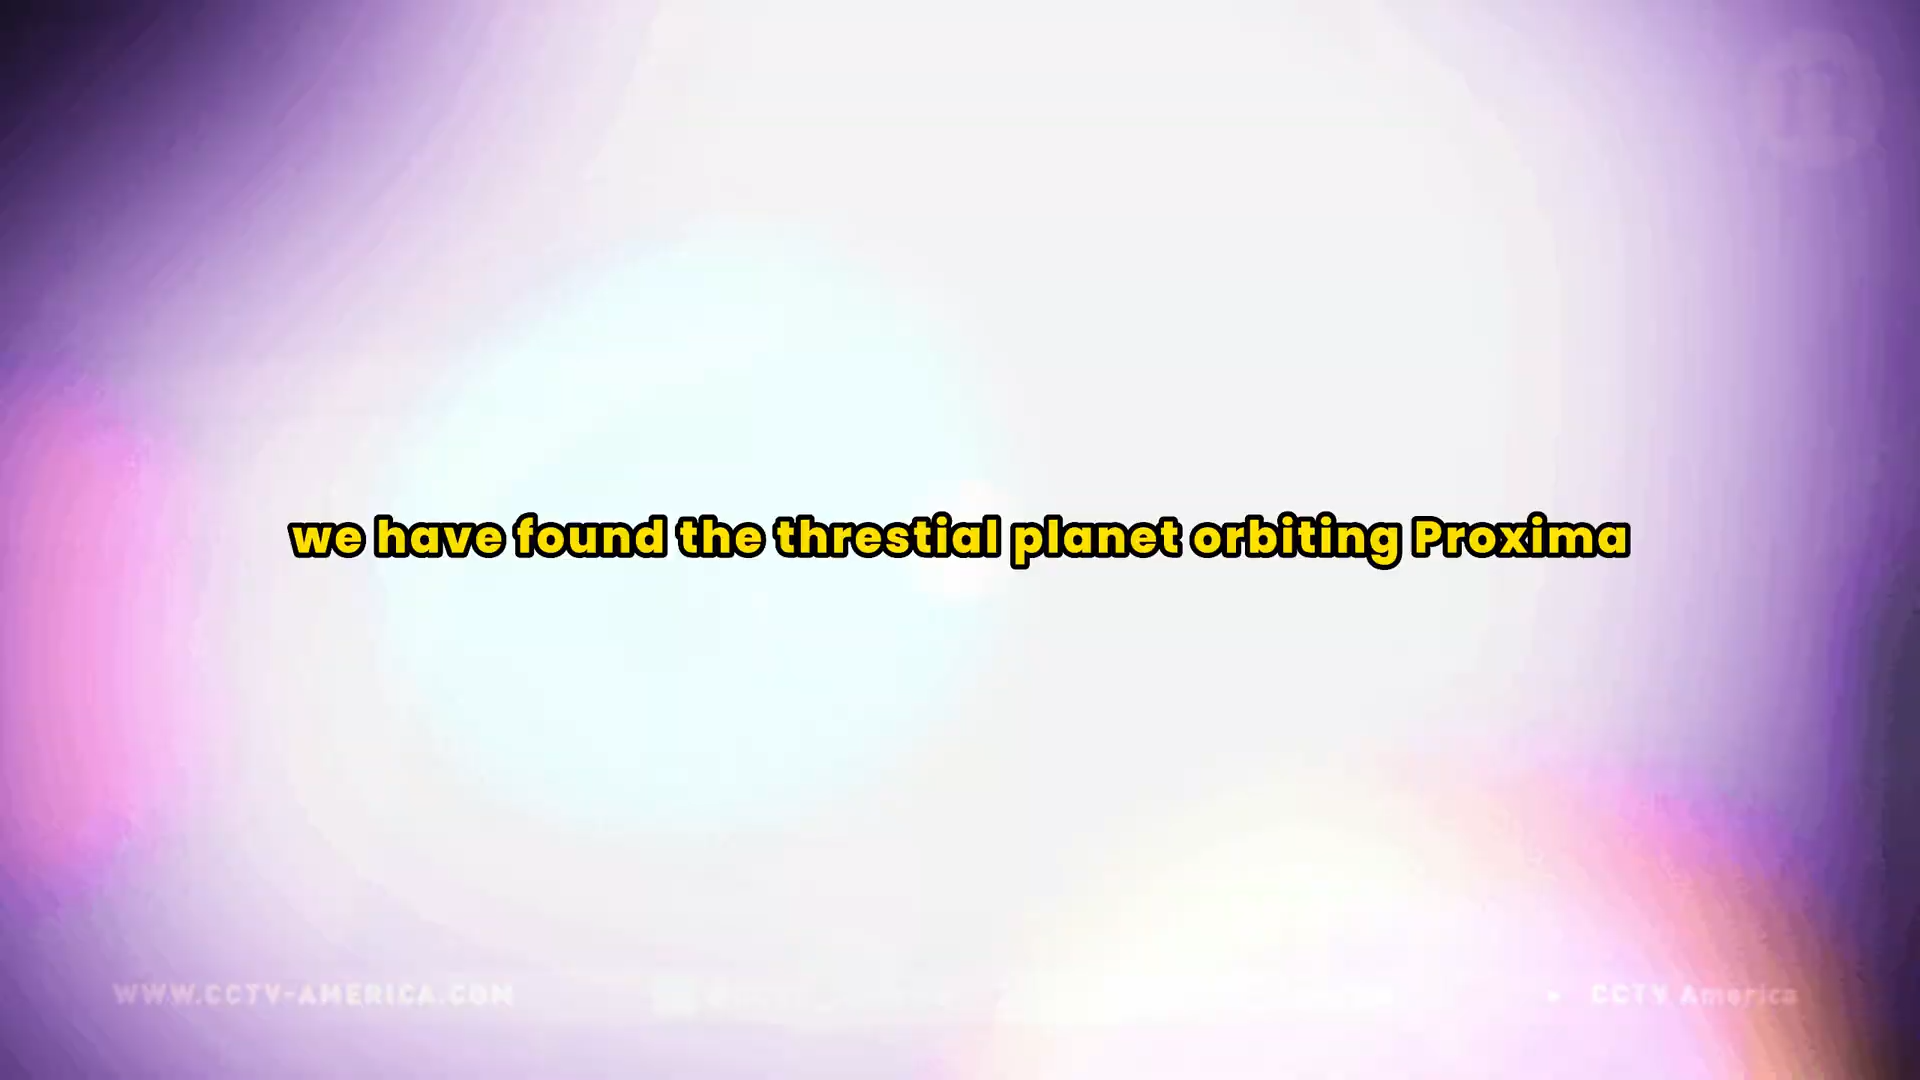 we have found the threstial planet orbiting Proxima
WWW.CCTV-AMERICA.COM
CCTV America